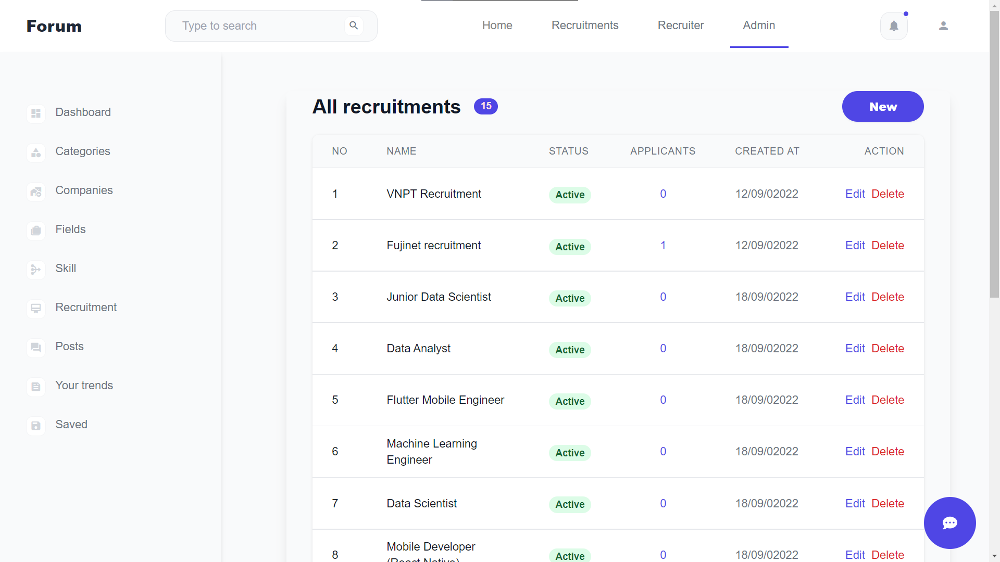 Forum
Type to search
Home
Recruitments
Recruiter
Admin
Dashboard
Categories
Companies
Fields
Skill
Recruitment
Posts
Your trends
Saved
All recruitments 15
New
NO NAME STATUS APPLICANTS CREATED AT ACTION
1 VNPT Recruitment Active 0 12/09/02022 Edit Delete
2 Fujinet recruitment Active 1 12/09/02022 Edit Delete
3 Junior Data Scientist Active 0 18/09/02022 Edit Delete
4 Data Analyst Active 0 18/09/02022 Edit Delete
5 Flutter Mobile Engineer Active 0 18/09/02022 Edit Delete
6 Machine Learning
Engineer Active 0 18/09/02022 Edit Delete
7 Data Scientist Active 0 18/09/02022 Edit Delete
8 Mobile Developer
(React Native) Active 0 18/09/02022 Edit Delete